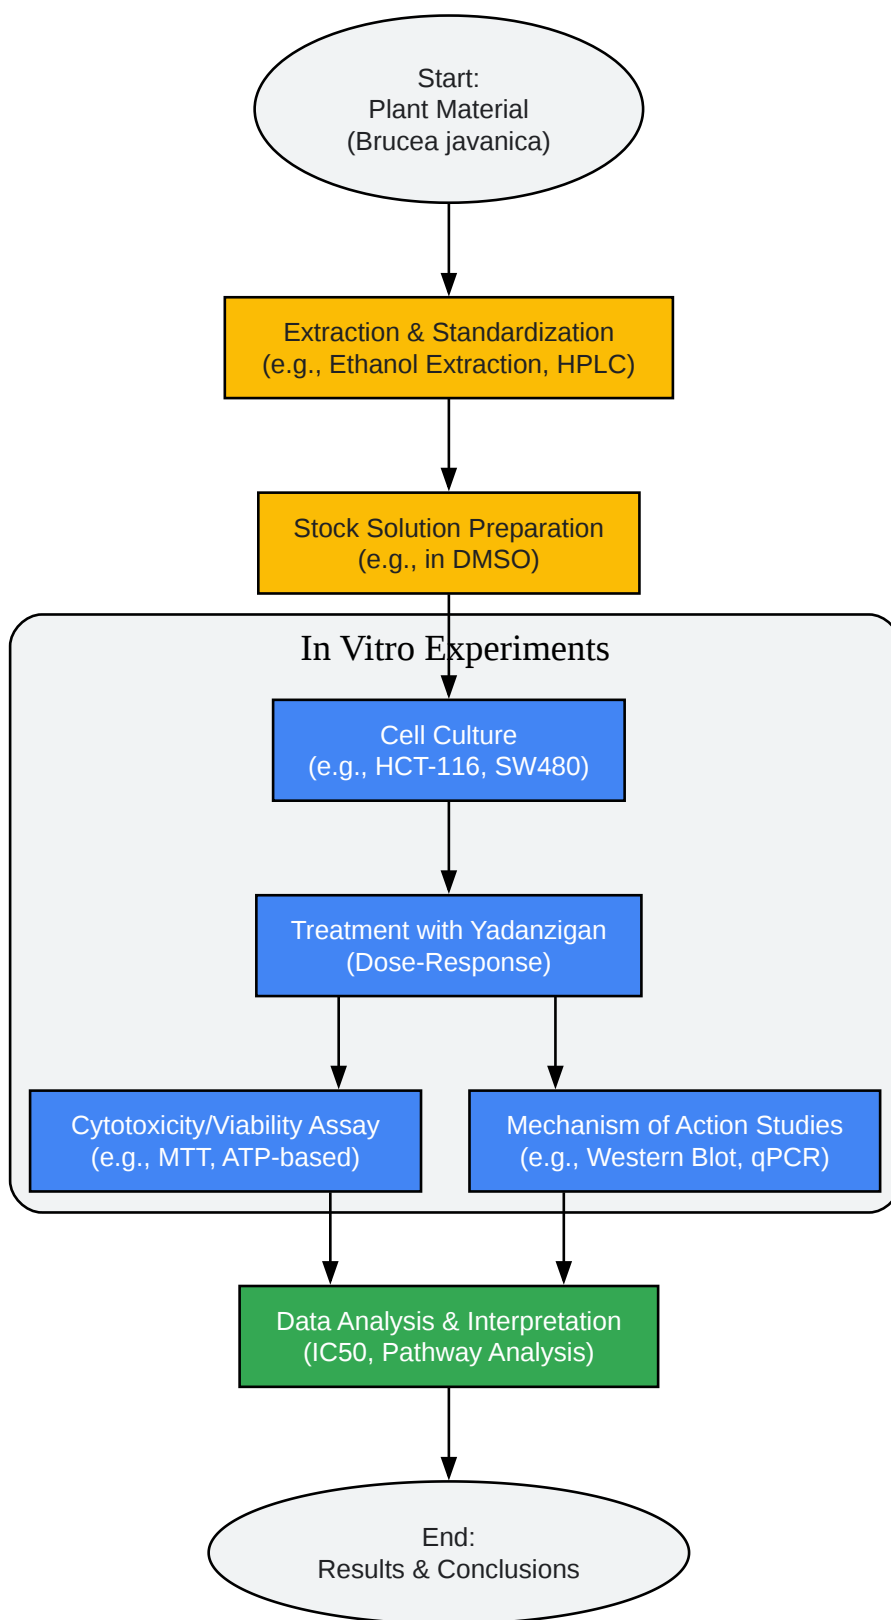 Start:
Plant Material
(Brucea javanica)
Extraction & Standardization
(e.g., Ethanol Extraction, HPLC)
Stock Solution Preparation
(e.g., in DMSO)
In Vitro Experiments
Cell Culture
(e.g., HCT-116, SW480)
Treatment with Yadanzigan
(Dose-Response)
Cytotoxicity/Viability Assay
(e.g., MTT, ATP-based)
Mechanism of Action Studies
(e.g., Western Blot, qPCR)
Data Analysis & Interpretation
(IC50, Pathway Analysis)
End:
Results & Conclusions